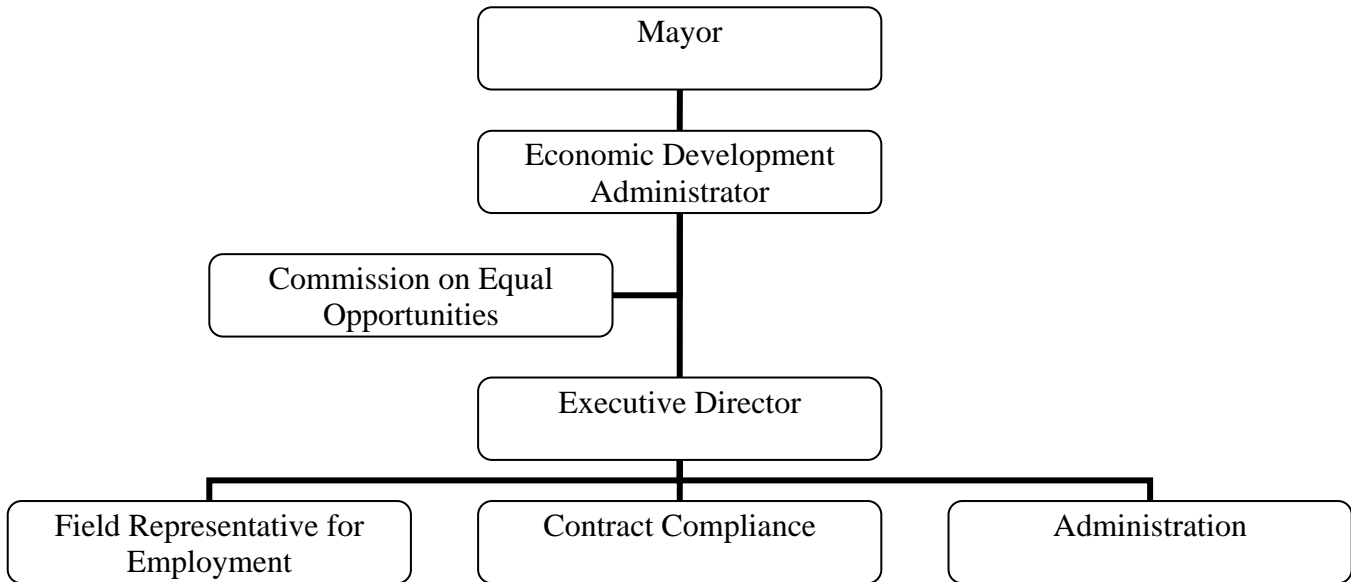 Mayor
Economic Development
Administrator
Commission on Equal
Opportunities
Executive Director
Field Representative for
Employment
Contract Compliance
Administration